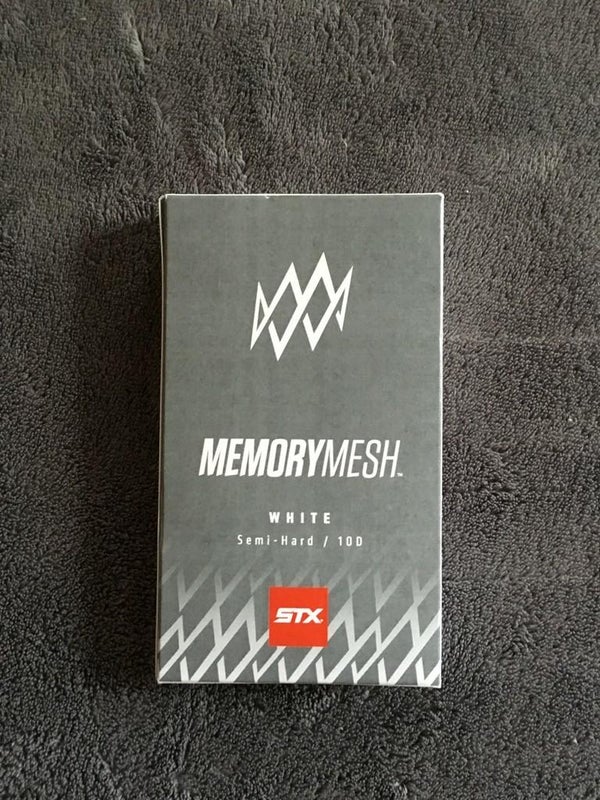 MEMORYMESH™
WHITE
Semi-Hard / 10D
STX